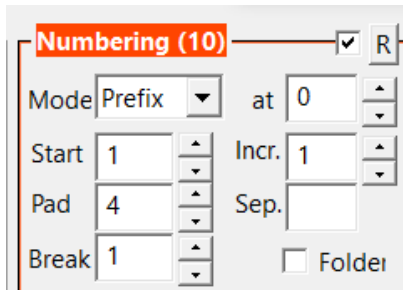 Numbering (10) R
Mode Prefix at 0
Start 1 Incr. 1
Pad 4 Sep.
Break 1 Folder